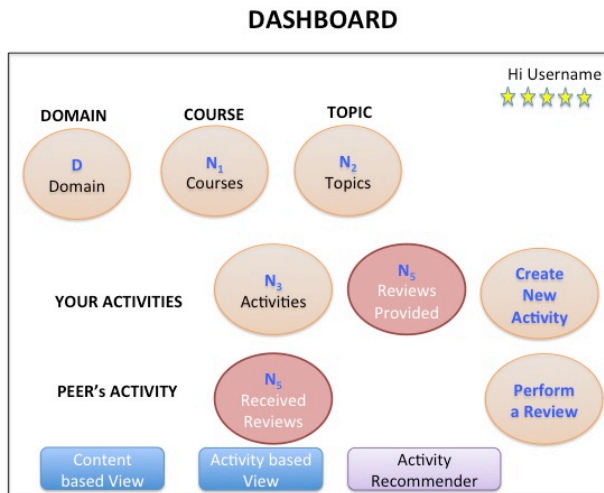 DASHBOARD
Hi Username
DOMAIN COURSE TOPIC
D N₁ N₂
Domain Courses Topics
N₃ N₅ Create
Activities Reviews New
YOUR ACTIVITIES Provided Activity
N₅ Perform
PEER's ACTIVITY Received a Review
Reviews
Content Activity based Activity
based View View Recommender